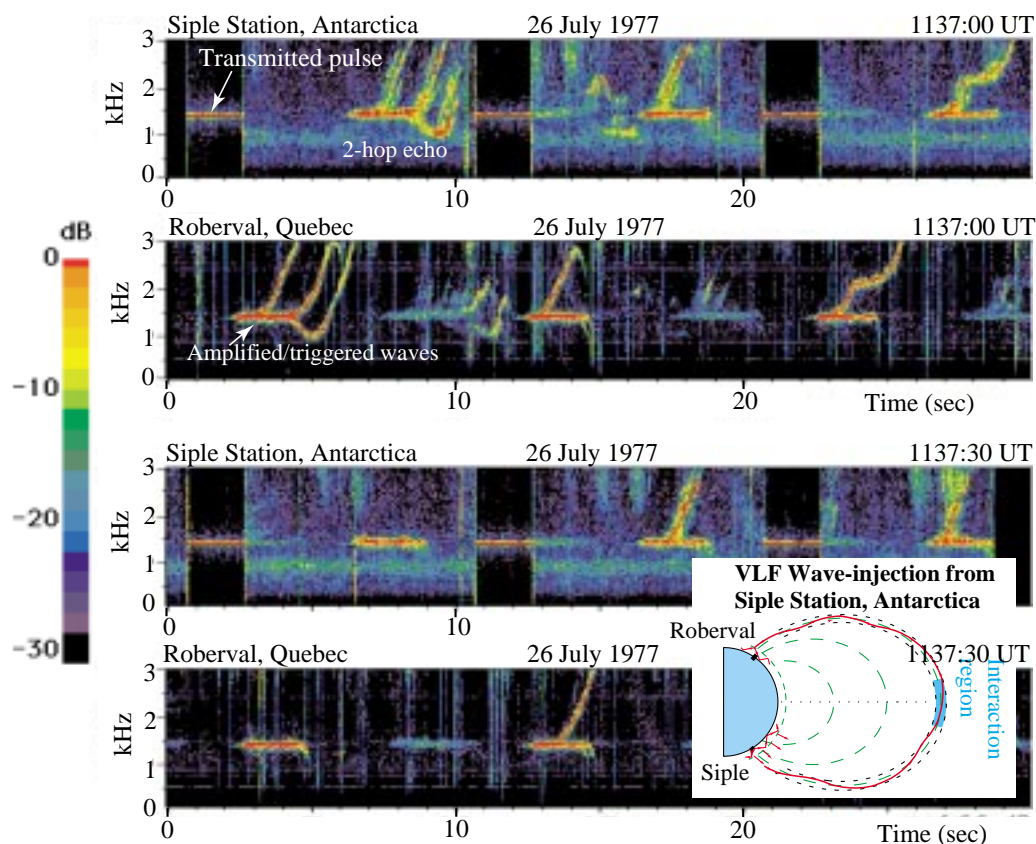 Siple Station, Antarctica 26 July 1977 1137:00 UT
3
Transmitted pulse
2
kHz
1
2-hop echo
0
0 10 20
Roberval, Quebec 26 July 1977 1137:00 UT
dB
0
3
2
kHz
1
Amplified/triggered waves
0
-10
0 10 20 Time (sec)
Siple Station, Antarctica 26 July 1977 1137:30 UT
3
-20
2
kHz
1
0
VLF Wave-injection from
Siple Station, Antarctica
Roberval
-30
Roberval, Quebec 26 July 1977 1137:30 UT
3
2
kHz
1
0
Interaction
region
Siple
0 10 20 Time (sec)